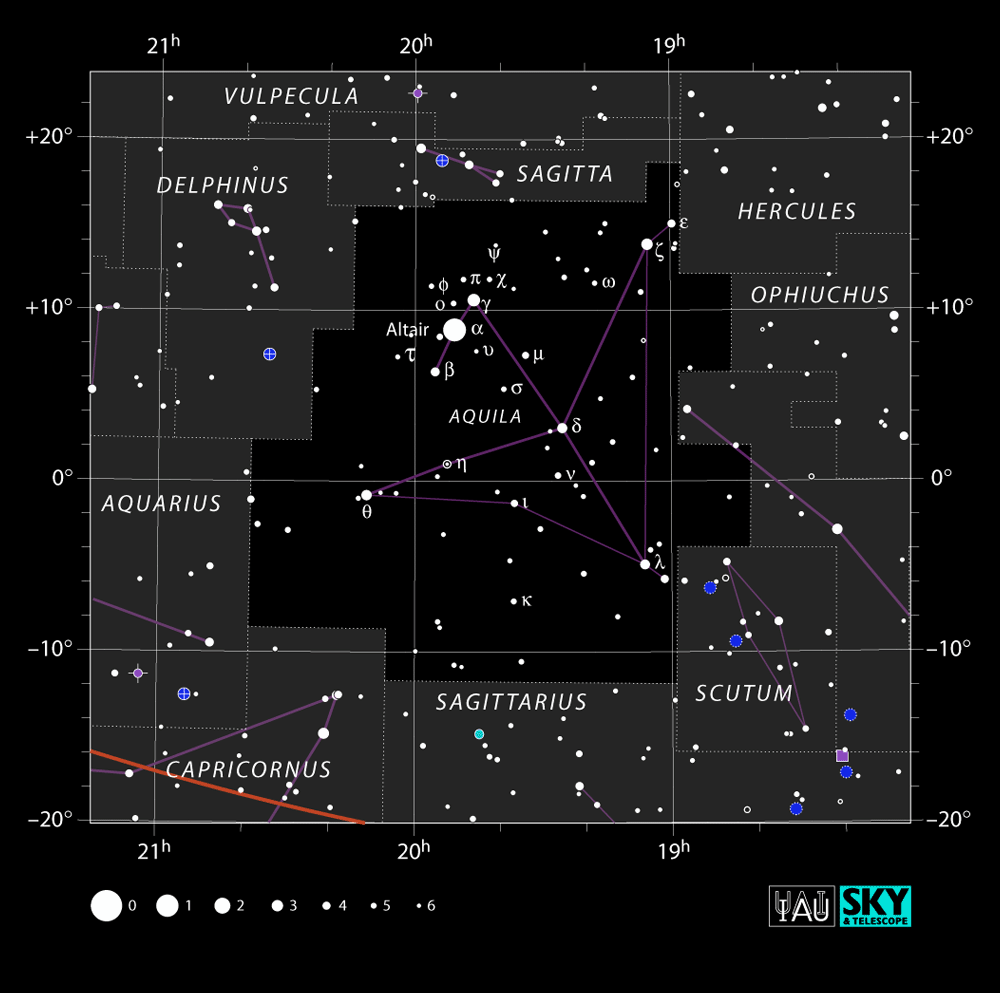 21h 20h 19h
VULPECULA
+20° +20°
SAGITTA
DELPHINUS
HERCULES
ε
ζ
ψ
π χ ω
φ
ο γ
OPHIUCHUS
+10° +10°
Altair α
τ υ μ
β
σ
AQUILA
δ
η
ν
0° 0°
AQUARIUS
θ
ι
λ
κ
−10° −10°
SCUTUM
SAGITTARIUS
CAPRICORNUS
−20° −20°
21h 20h 19h
0 1 2 3 4 5 6
IAU
SKY
& TELESCOPE